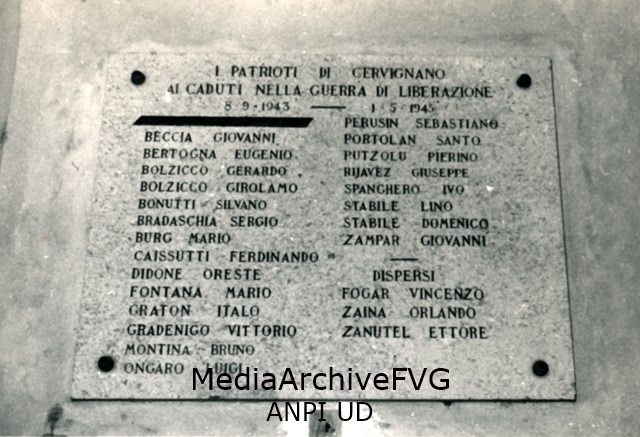 I PATRIOTI DI CERVIGNANO
AI CADUTI NELLA GUERRA DI LIBERAZIONE
8-9-1943 — 1-5-1945
BECCIA GIOVANNI
BERTOGNA EUGENIO
BOLZICCO GERARDO
BOLZICCO GIROLAMO
BONUTTI SILVANO
BRADASCHIA SERGIO
BURG MARIO
CAISSUTTI FERDINANDO
DIDONE ORESTE
FONTANA MARIO
GRATON ITALO
GRADENIGO VITTORIO
MONTINA BRUNO
ONGARO LUIGI
PERUSIN SEBASTIANO
PORTOLAN SANTO
PUTZOLU PIERINO
RIJAVEZ GIUSEPPE
SPANGHERO IVO
STABILE LINO
STABILE DOMENICO
ZAMPAR GIOVANNI
DISPERSI
FOGAR VINCENZO
ZAINA ORLANDO
ZANUTEL ETTORE
MediaArchiveFVG
ANPI UD